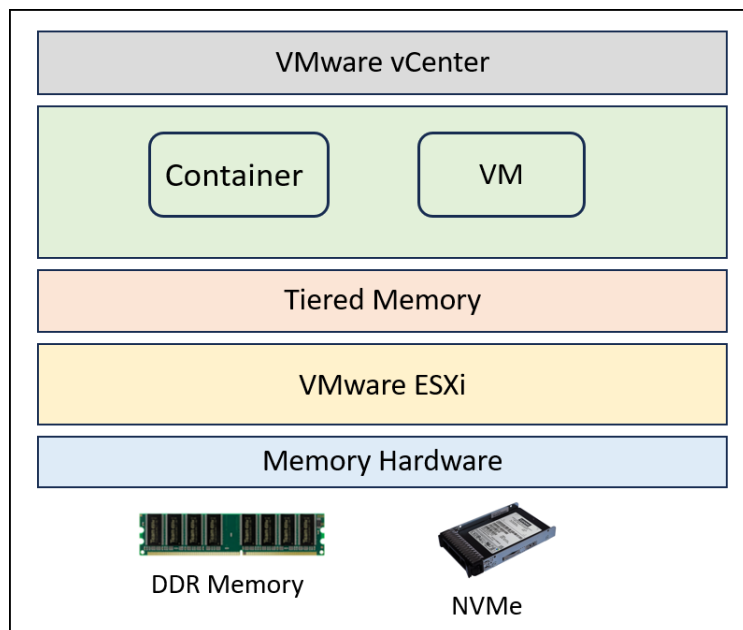 VMware vCenter
Container
VM
Tiered Memory
VMware ESXi
Memory Hardware
DDR Memory
NVMe